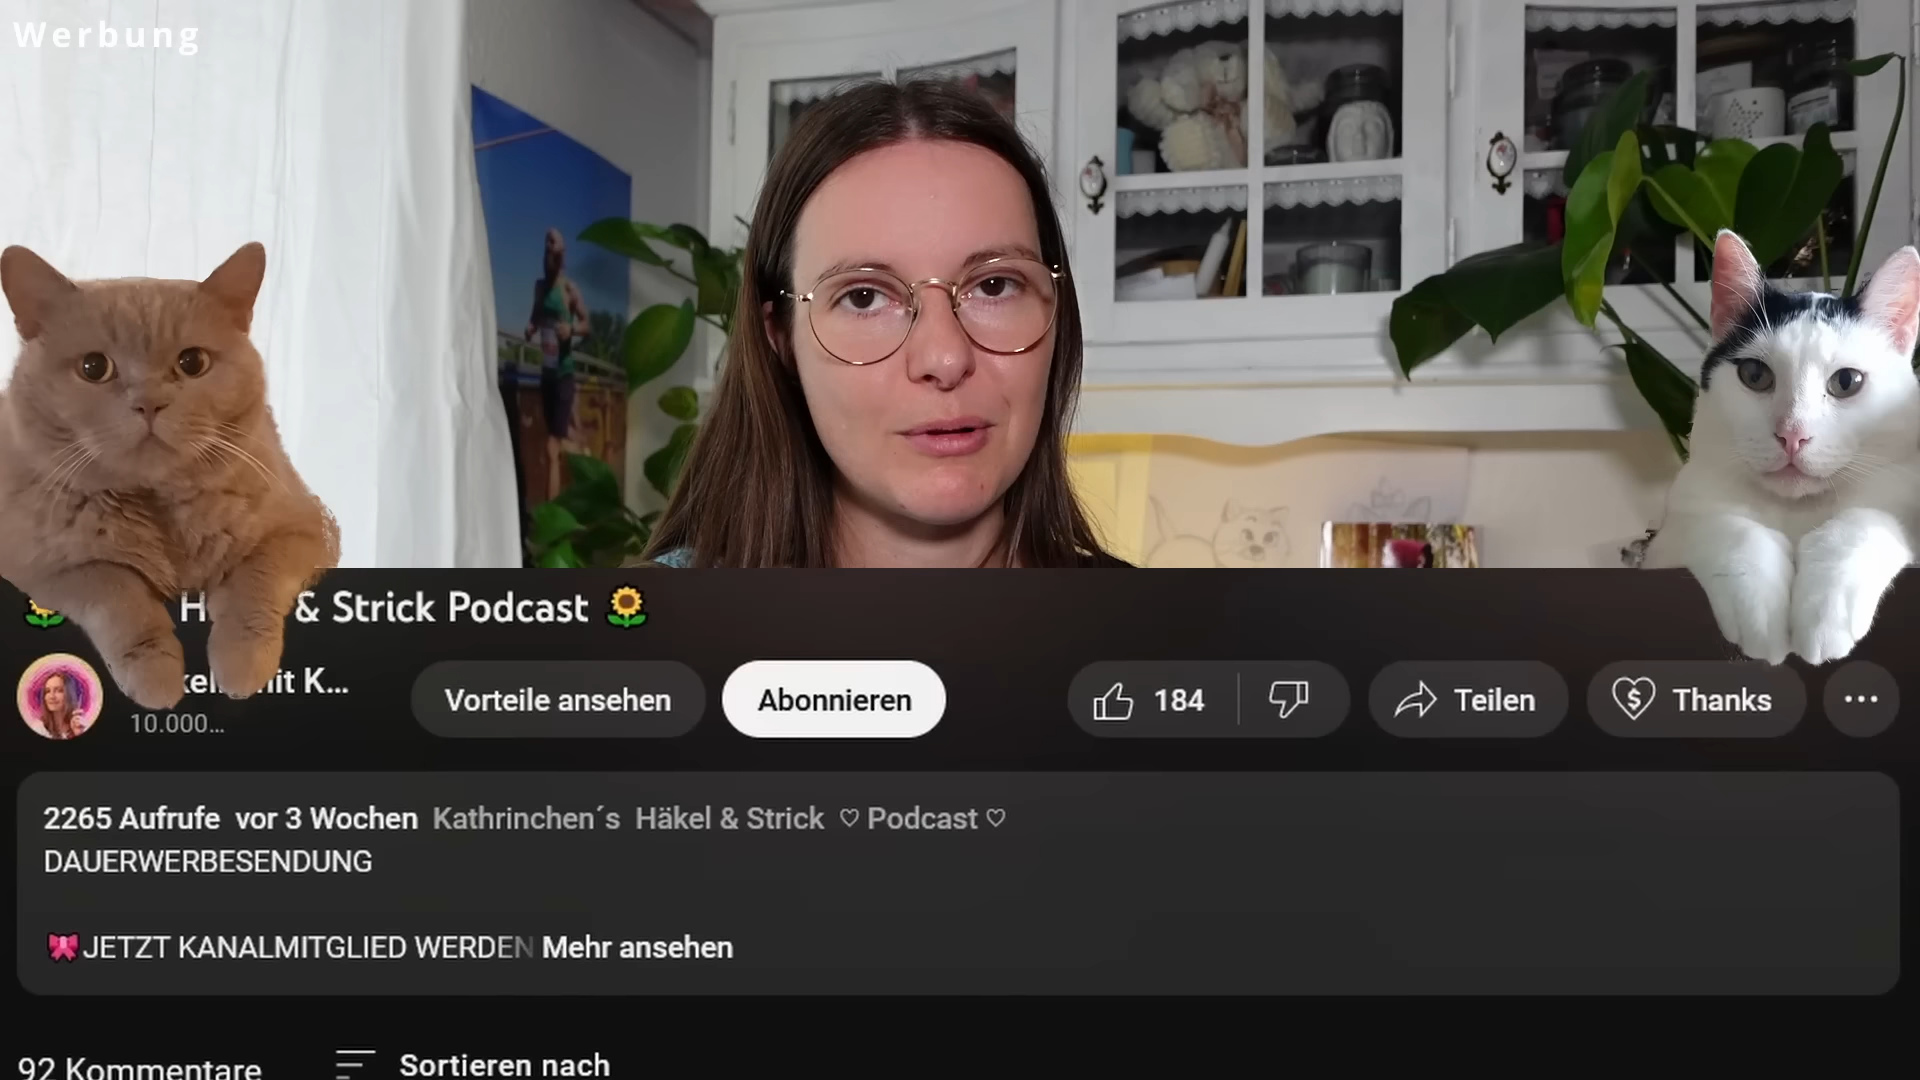 Werbung
🌻 H & Strick Podcast 🌻
it K...
10.000...
Vorteile ansehen
Abonnieren
184
Teilen
Thanks
2265 Aufrufe vor 3 Wochen Kathrinchen´s Häkel & Strick ♡ Podcast ♡
DAUERWERBESENDUNG
🎀JETZT KANALMITGLIED WERDEN Mehr ansehen
92 Kommentare
Sortieren nach